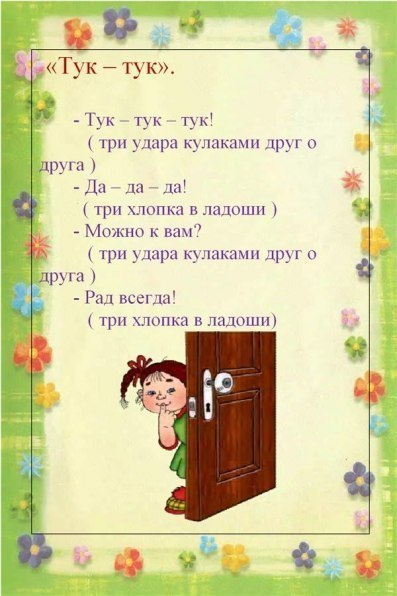 «Тук – тук».
- Тук – тук – тук!
( три удара кулаками друг о
друга )
- Да – да – да!
( три хлопка в ладоши )
- Можно к вам?
( три удара кулаками друг о
друга )
- Рад всегда!
( три хлопка в ладоши)